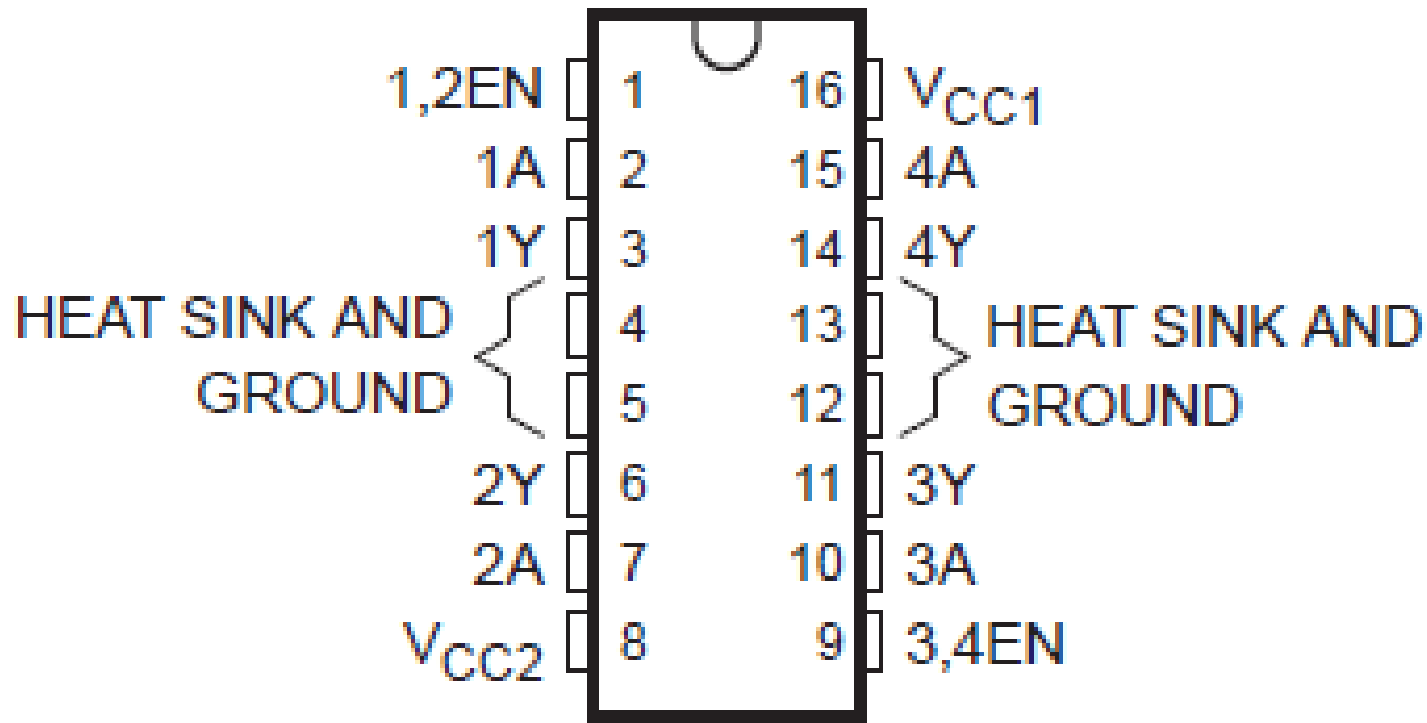 1,2EN 1 16 VCC1
1A 2 15 4A
1Y 3 14 4Y
HEAT SINK AND 4 13 HEAT SINK AND
GROUND 5 12 GROUND
2Y 6 11 3Y
2A 7 10 3A
VCC2 8 9 3,4EN